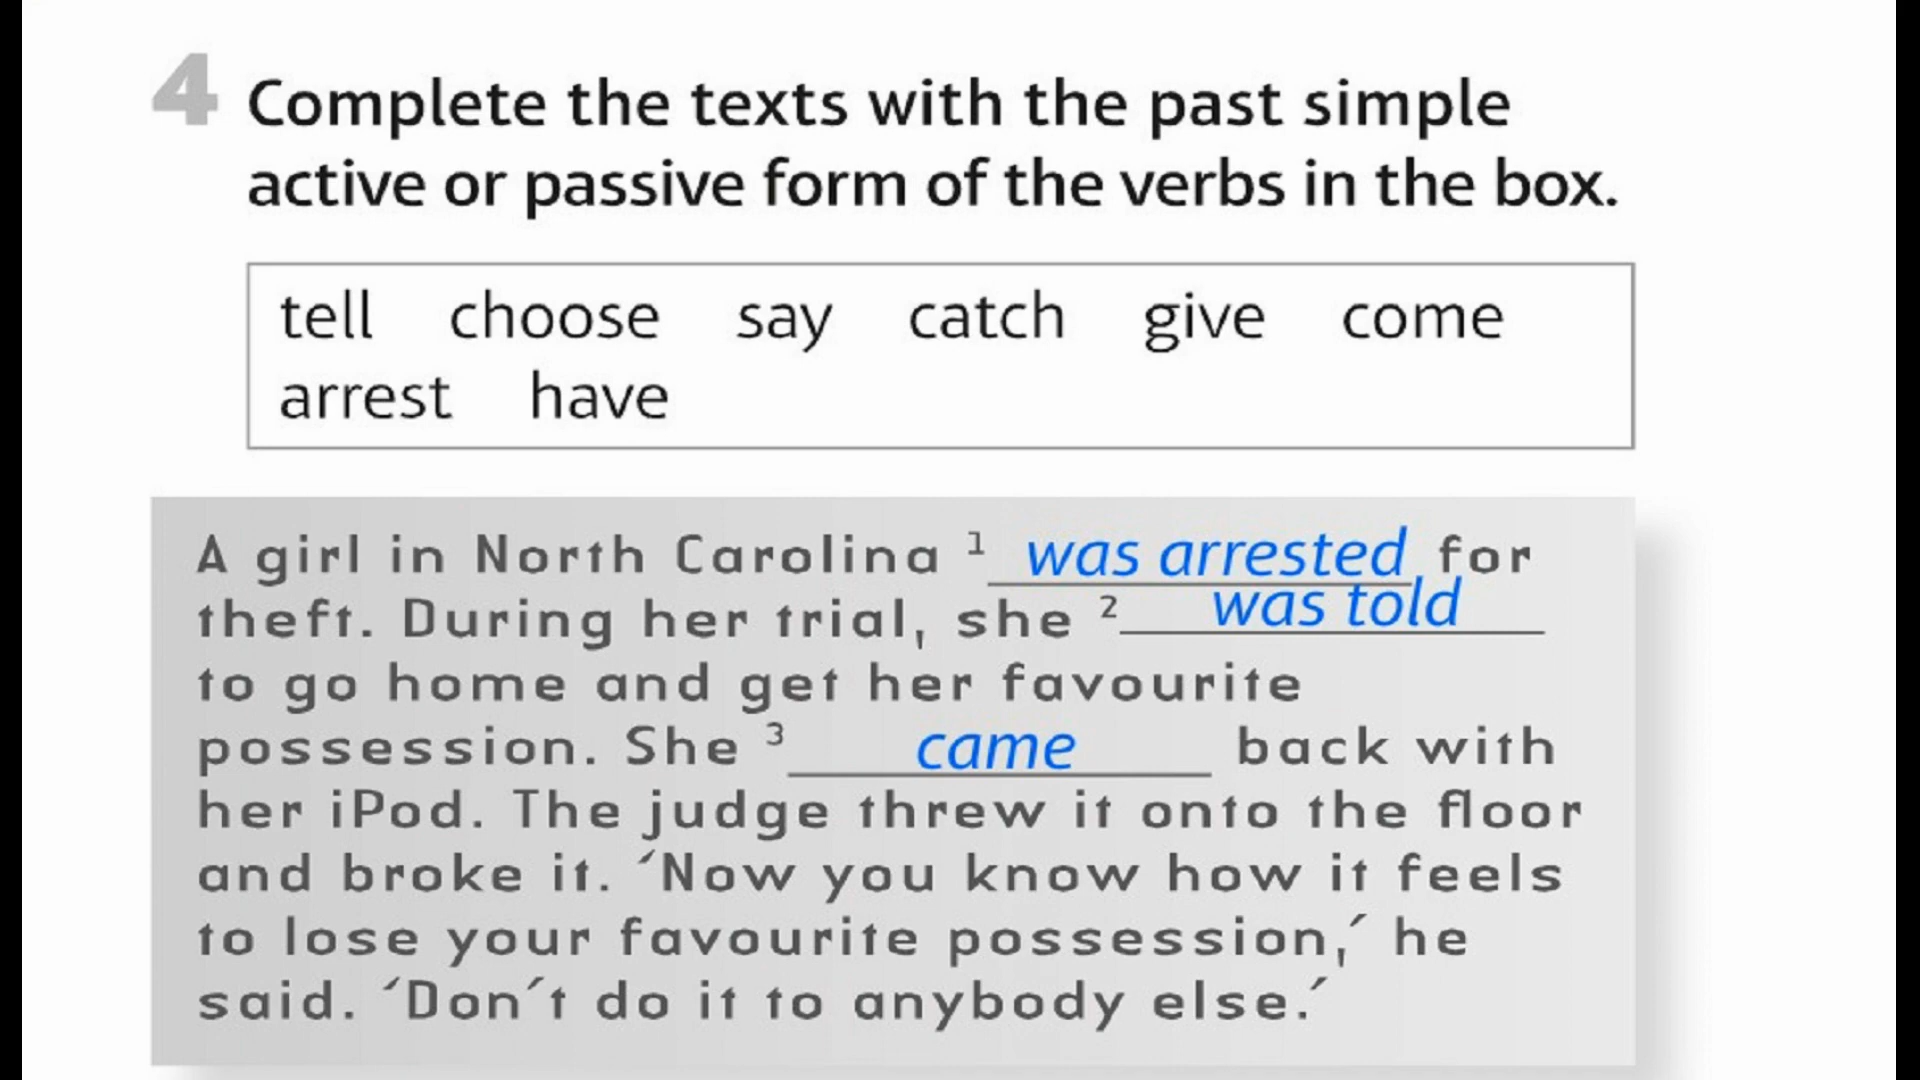 4 Complete the texts with the past simple
active or passive form of the verbs in the box.
tell choose say catch give come
arrest have
A girl in North Carolina 1 was arrested for
theft. During her trial, she 2 was told
to go home and get her favourite
possession. She 3 came back with
her iPod. The judge threw it onto the floor
and broke it. ‘Now you know how it feels
to lose your favourite possession,’ he
said. ‘Don’t do it to anybody else.’